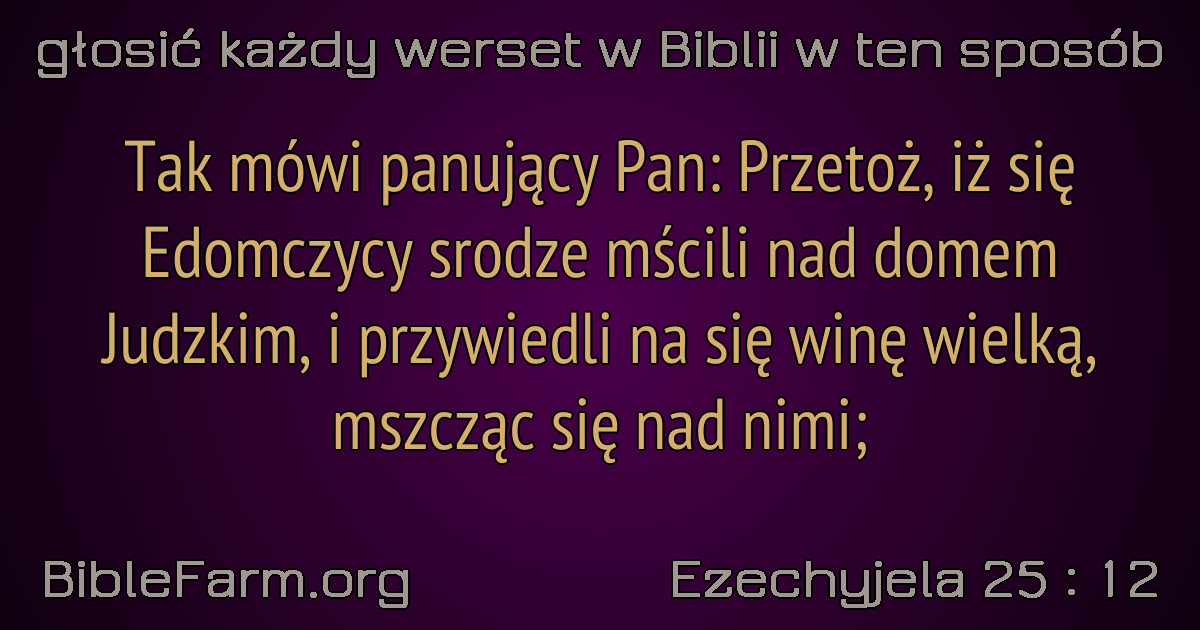 głosić każdy werset w Biblii w ten sposób
Tak mówi panujący Pan: Przetoż, iż się
Edomczycy srodze mścili nad domem
Judzkim, i przywiedli na się winę wielką,
mszcząc się nad nimi;
BibleFarm.org
Ezechyjela 25 : 12